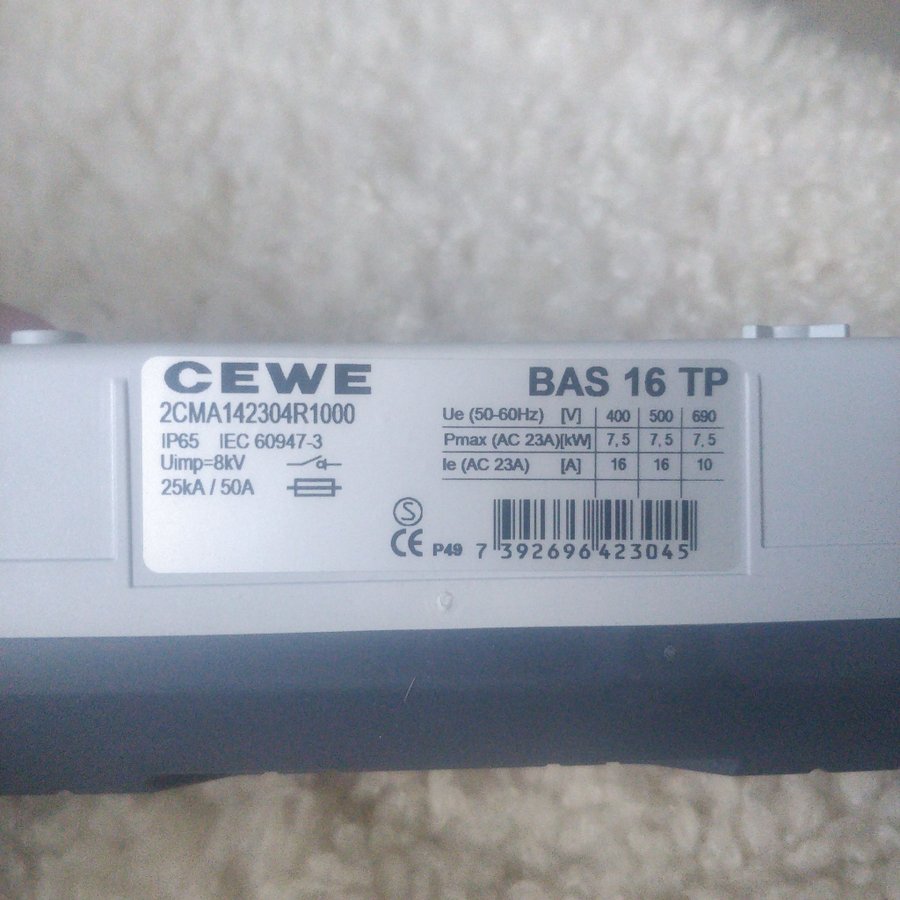 CEWE
2CMA142304R1000
IP65 IEC 60947-3
Uimp=8kV
25kA / 50A
BAS 16 TP
Ue (50-60Hz) [V] 400 500 690
Pmax (AC 23A)[kW] 7,5 7,5 7,5
Ie (AC 23A) [A] 16 16 10
S
CE P49 7 392696 423045